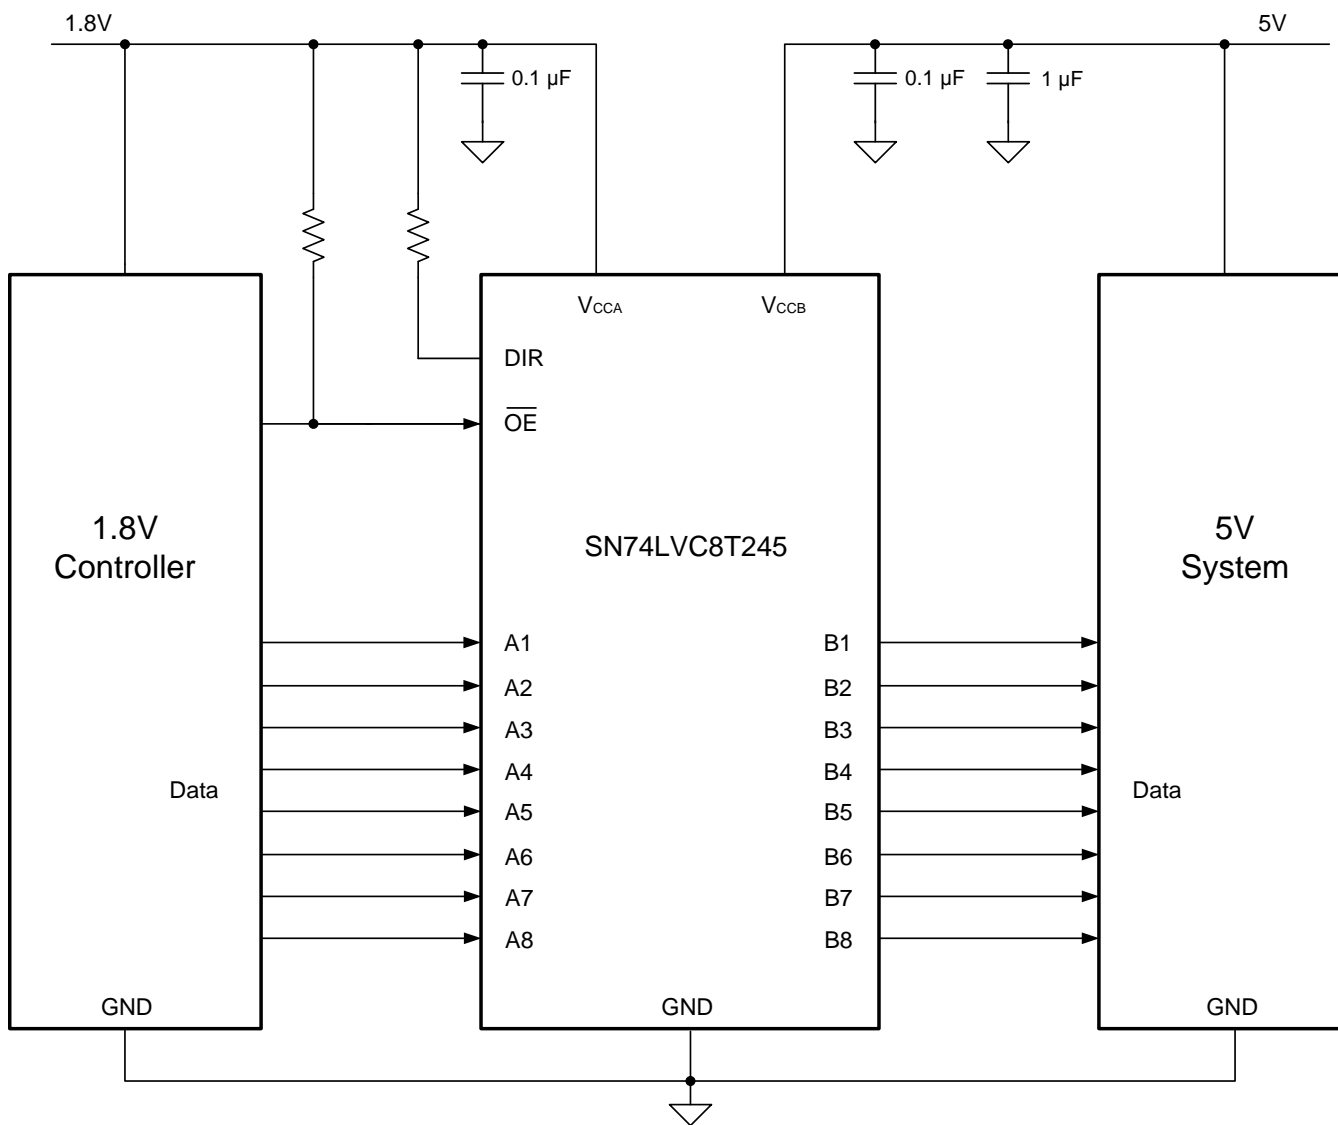 1.8V
5V
0.1 µF
0.1 µF
1 µF
VCCA
VCCB
DIR
OE
1.8V
Controller
SN74LVC8T245
5V
System
A1
B1
A2
B2
A3
B3
A4
B4
Data
Data
A5
B5
A6
B6
A7
B7
A8
B8
GND
GND
GND